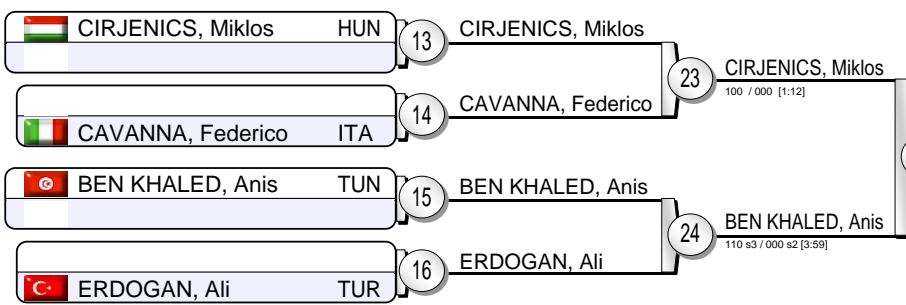 CIRJENICS, Miklos HUN
13
CIRJENICS, Miklos
23
CIRJENICS, Miklos
100 / 000 [1:12]
CAVANNA, Federico ITA
14
CAVANNA, Federico
BEN KHALED, Anis TUN
15
BEN KHALED, Anis
24
BEN KHALED, Anis
110 s3 / 000 s2 [3:59]
ERDOGAN, Ali TUR
16
ERDOGAN, Ali